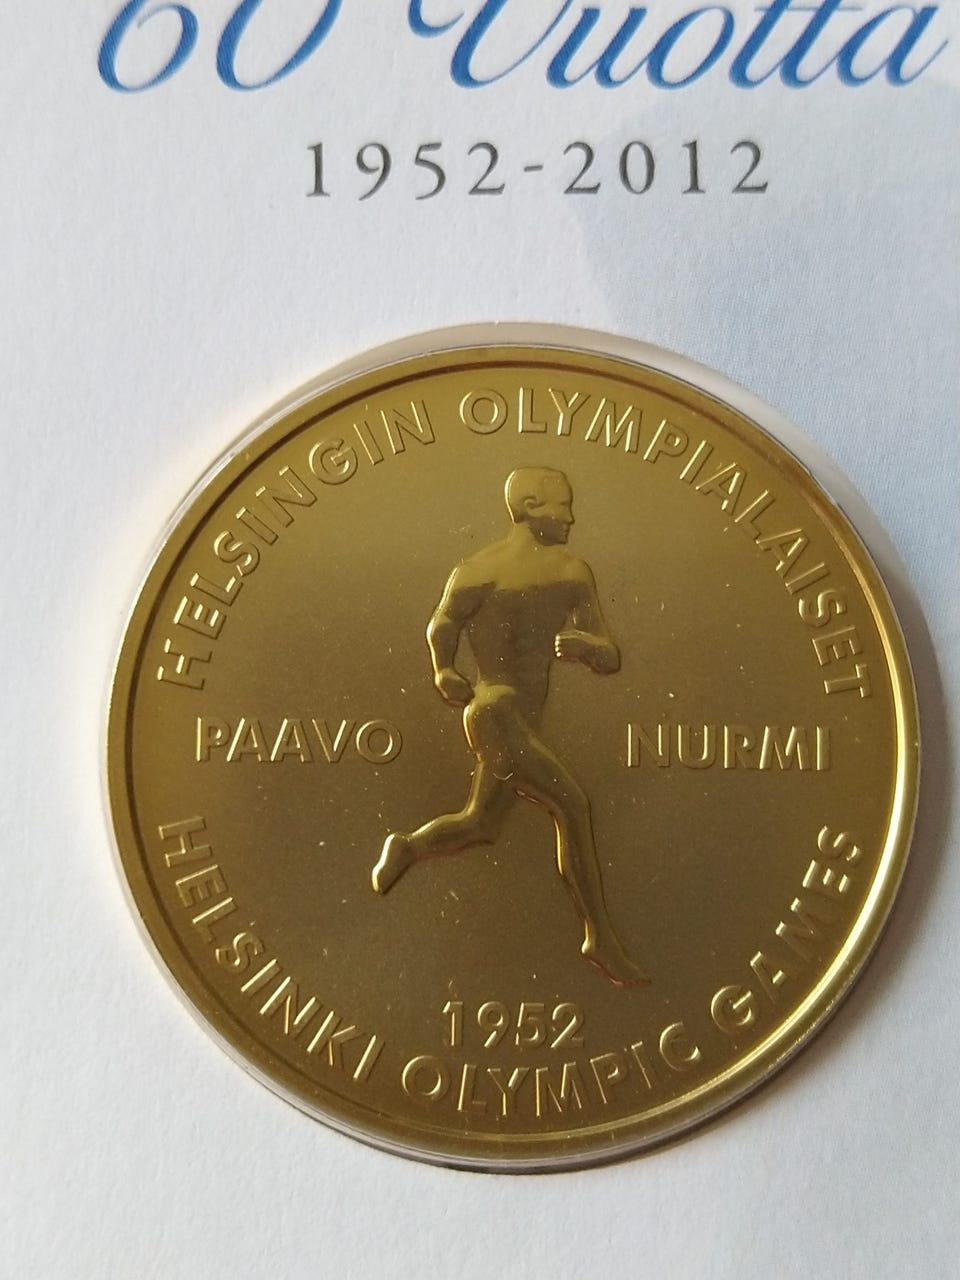 60 Vuotta
1952-2012
HELSINGIN OLYMPIALAISET
PAAVO NURMI
1952
HELSINKI OLYMPIC GAMES